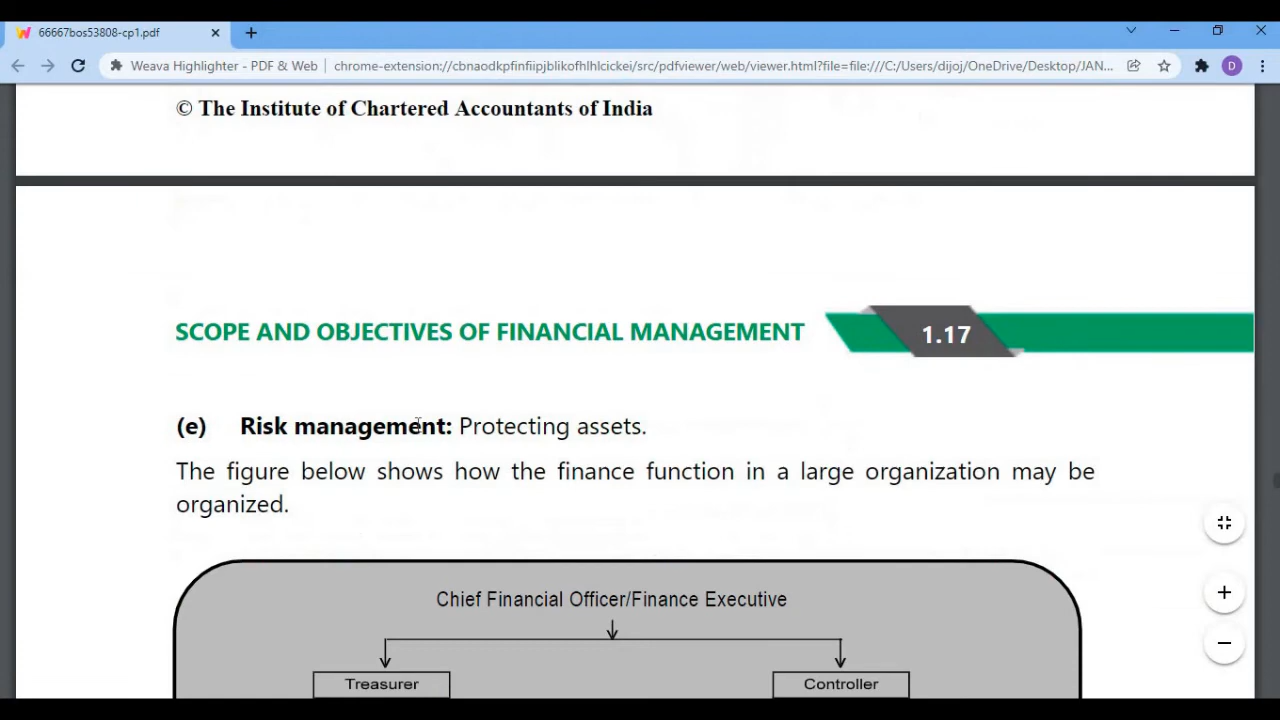 66667bos53808-cp1.pdf
Weava Highlighter - PDF & Web | chrome-extension://cbnaodkpfinfiipjblikofhlhlcickei/src/pdfviewer/web/viewer.html?file=file:///C:/Users/dijoj/OneDrive/Desktop/JAN...
D
© The Institute of Chartered Accountants of India
SCOPE AND OBJECTIVES OF FINANCIAL MANAGEMENT
1.17
(e) Risk management: Protecting assets.
The figure below shows how the finance function in a large organization may be
organized.
Chief Financial Officer/Finance Executive
Treasurer
Controller